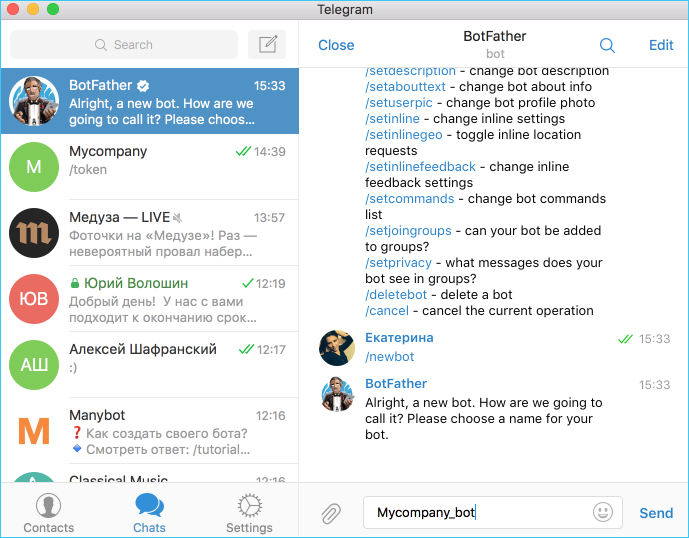 Telegram
Search
BotFather 15:33
Alright, a new bot. How are we
going to call it? Please choos...
M
Mycompany 14:39
/token
m
Медуза — LIVE 13:57
Фоточки на «Медузе»! Раз —
невероятный провал набер...
ЮВ
Юрий Волошин 12:19
Добрый день! У нас с вами
подходит к окончанию срок...
АШ
Алексей Шафранский 12:17
:)
M
Manybot 12:16
❓ Как создать своего бота?
🔹 Смотреть ответ: /tutorial...
Classical Music 12:16
Contacts
Chats
Settings
Close
BotFather
bot
Edit
/setdescription - change bot description
/setabouttext - change bot about info
/setuserpic - change bot profile photo
/setinline - change inline settings
/setinlinegeo - toggle inline location
requests
/setinlinefeedback - change inline
feedback settings
/setcommands - change bot commands
list
/setjoingroups - can your bot be added
to groups?
/setprivacy - what messages does your
bot see in groups?
/deletebot - delete a bot
/cancel - cancel the current operation
Екатерина 15:33
/newbot
BotFather 15:33
Alright, a new bot. How are we going to
call it? Please choose a name for your
bot.
Mycompany_bot
Send